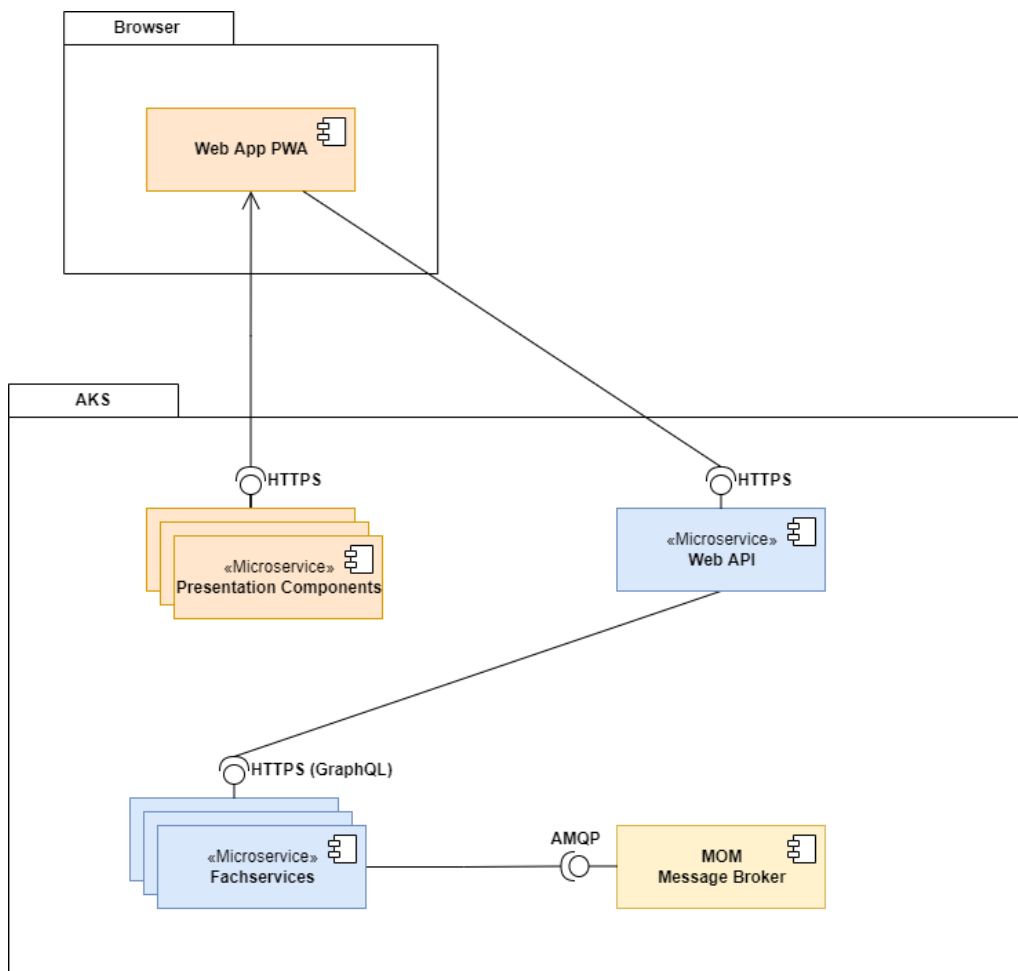 Browser
Web App PWA
AKS
HTTPS
HTTPS
«Microservice»
Presentation Components
«Microservice»
Web API
HTTPS (GraphQL)
«Microservice»
Fachservices
AMQP
MOM
Message Broker